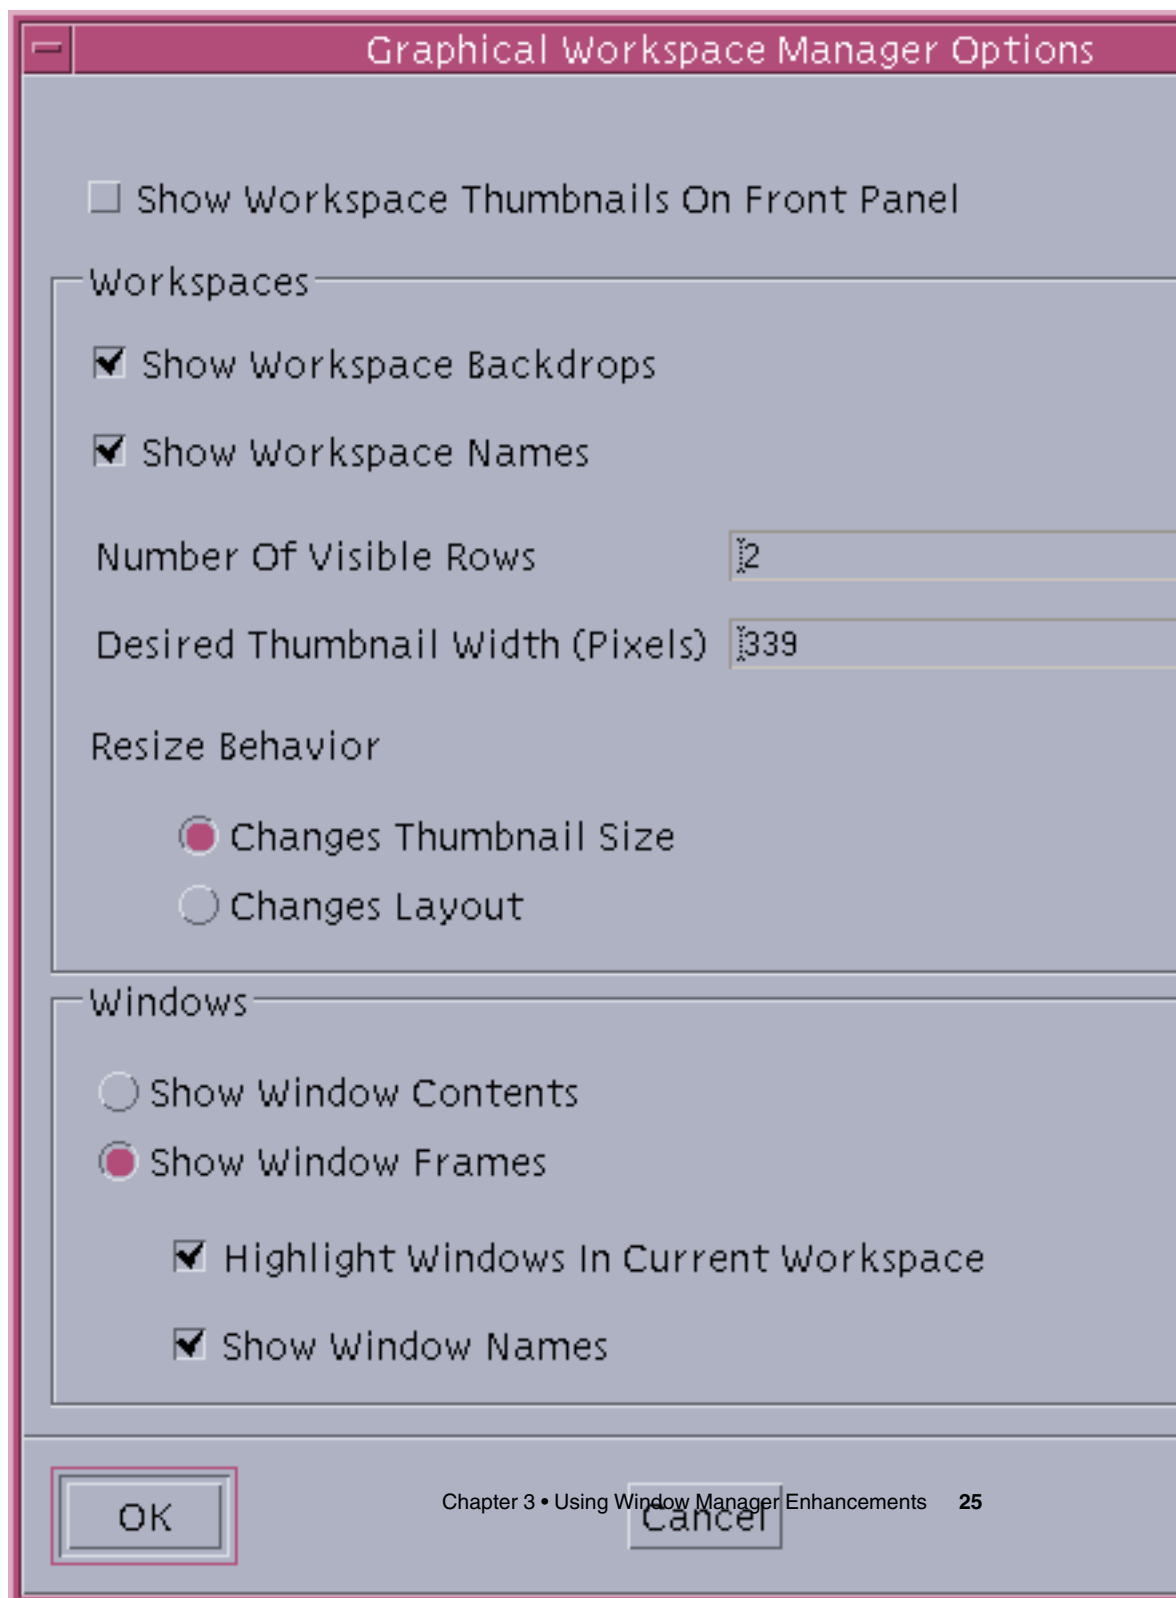 Graphical Workspace Manager Options
Show Workspace Thumbnails On Front Panel
Workspaces
Show Workspace Backdrops
Show Workspace Names
Number Of Visible Rows 2
Desired Thumbnail Width (Pixels) 339
Resize Behavior
Changes Thumbnail Size
Changes Layout
Windows
Show Window Contents
Show Window Frames
Highlight Windows In Current Workspace
Show Window Names
OK Cancel
Chapter 3 • Using Window Manager Enhancements 25